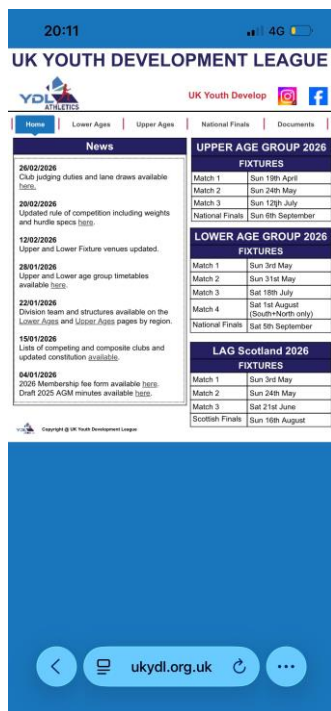 20:11
4G
UK YOUTH DEVELOPMENT LEAGUE
YDL
ATHLETICS
UK Youth Develop
Home
Lower Ages
Upper Ages
National Finals
Documents
News
26/02/2026
Club judging duties and lane draws available
here.
20/02/2026
Updated rule of competition including weights
and hurdle specs here.
12/02/2026
Upper and Lower Fixture venues updated.
28/01/2026
Upper and Lower age group timetables
available here.
22/01/2026
Division team and structures available on the
Lower Ages and Upper Ages pages by region.
15/01/2026
Lists of competing and composite clubs and
updated constitution available.
04/01/2026
2026 Membership fee form available here.
Draft 2025 AGM minutes available here.
UPPER AGE GROUP 2026
FIXTURES
Match 1 Sun 19th April
Match 2 Sun 24th May
Match 3 Sun 12tjh July
National Finals Sun 6th September
LOWER AGE GROUP 2026
FIXTURES
Match 1 Sun 3rd May
Match 2 Sun 31st May
Match 3 Sat 18th July
Match 4 Sat 1st August
(South+North only)
National Finals Sat 5th September
LAG Scotland 2026
FIXTURES
Match 1 Sun 3rd May
Match 2 Sun 24th May
Match 3 Sat 21st June
Scottish Finals Sun 16th August
Copyright @ UK Youth Development League
ukydl.org.uk